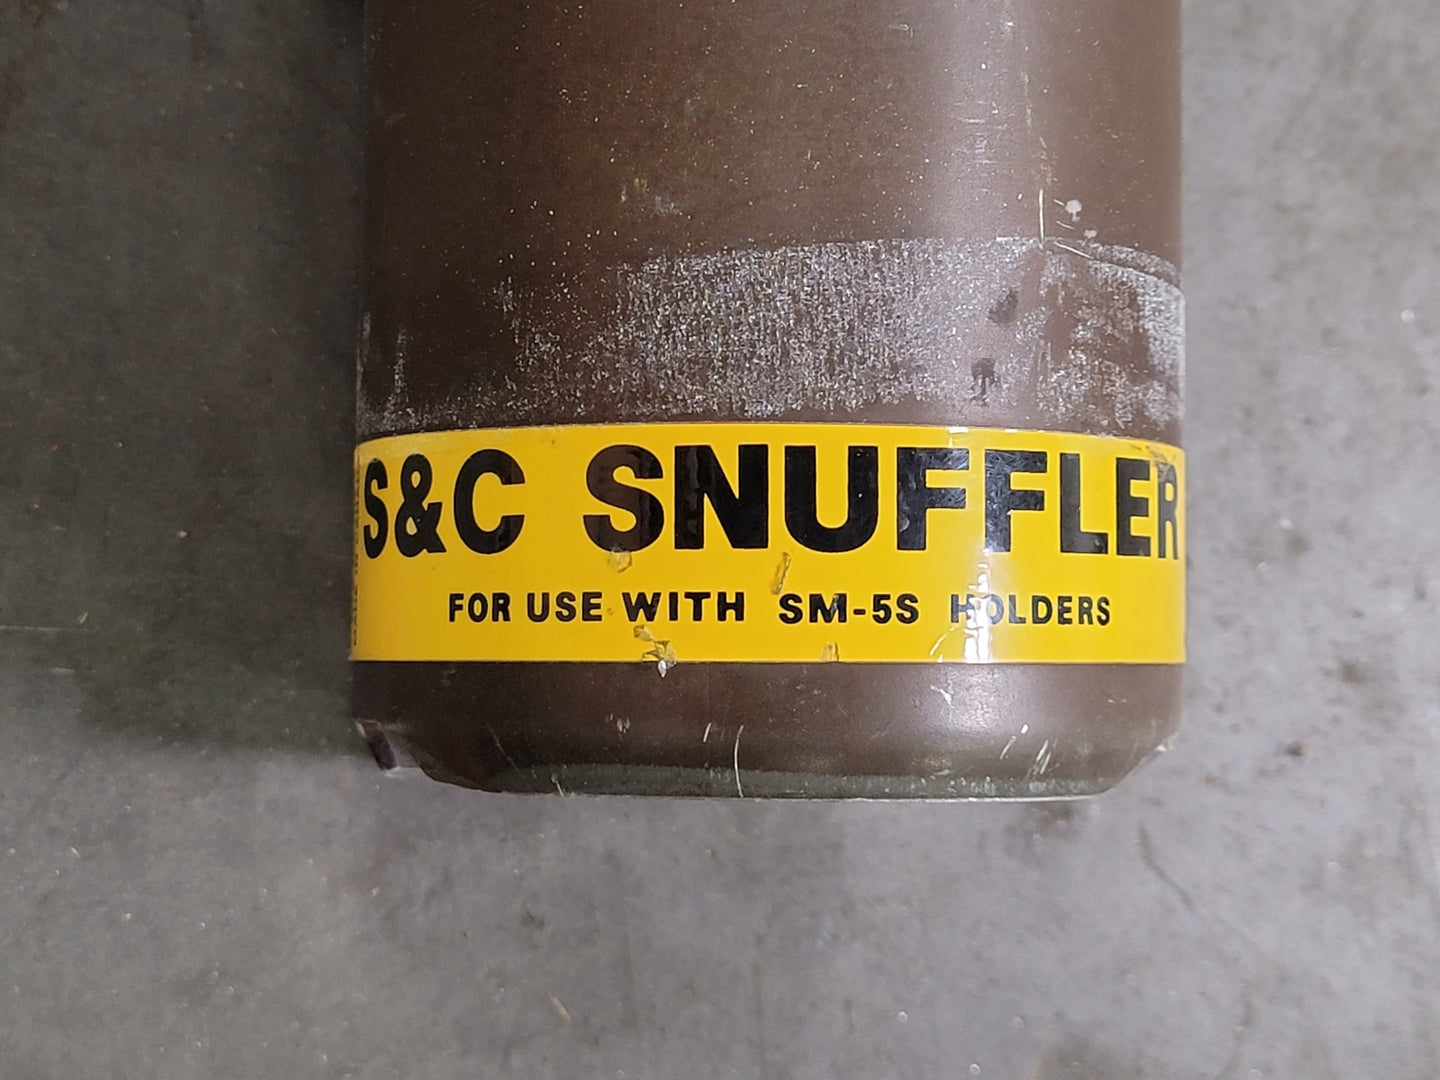 S&C SNUFFLER
FOR USE WITH SM-5S HOLDERS